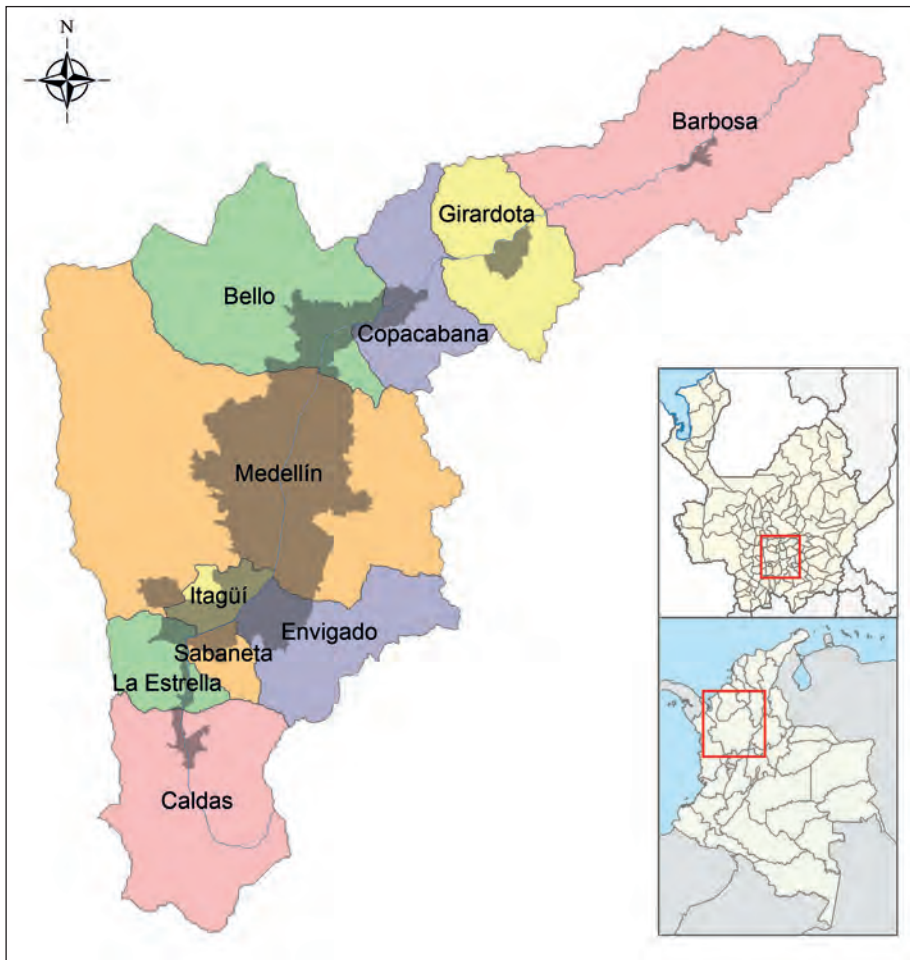 N
Barbosa
Girardota
Bello
Copacabana
Medellín
Itagüí
Envigado
Sabaneta
La Estrella
Caldas